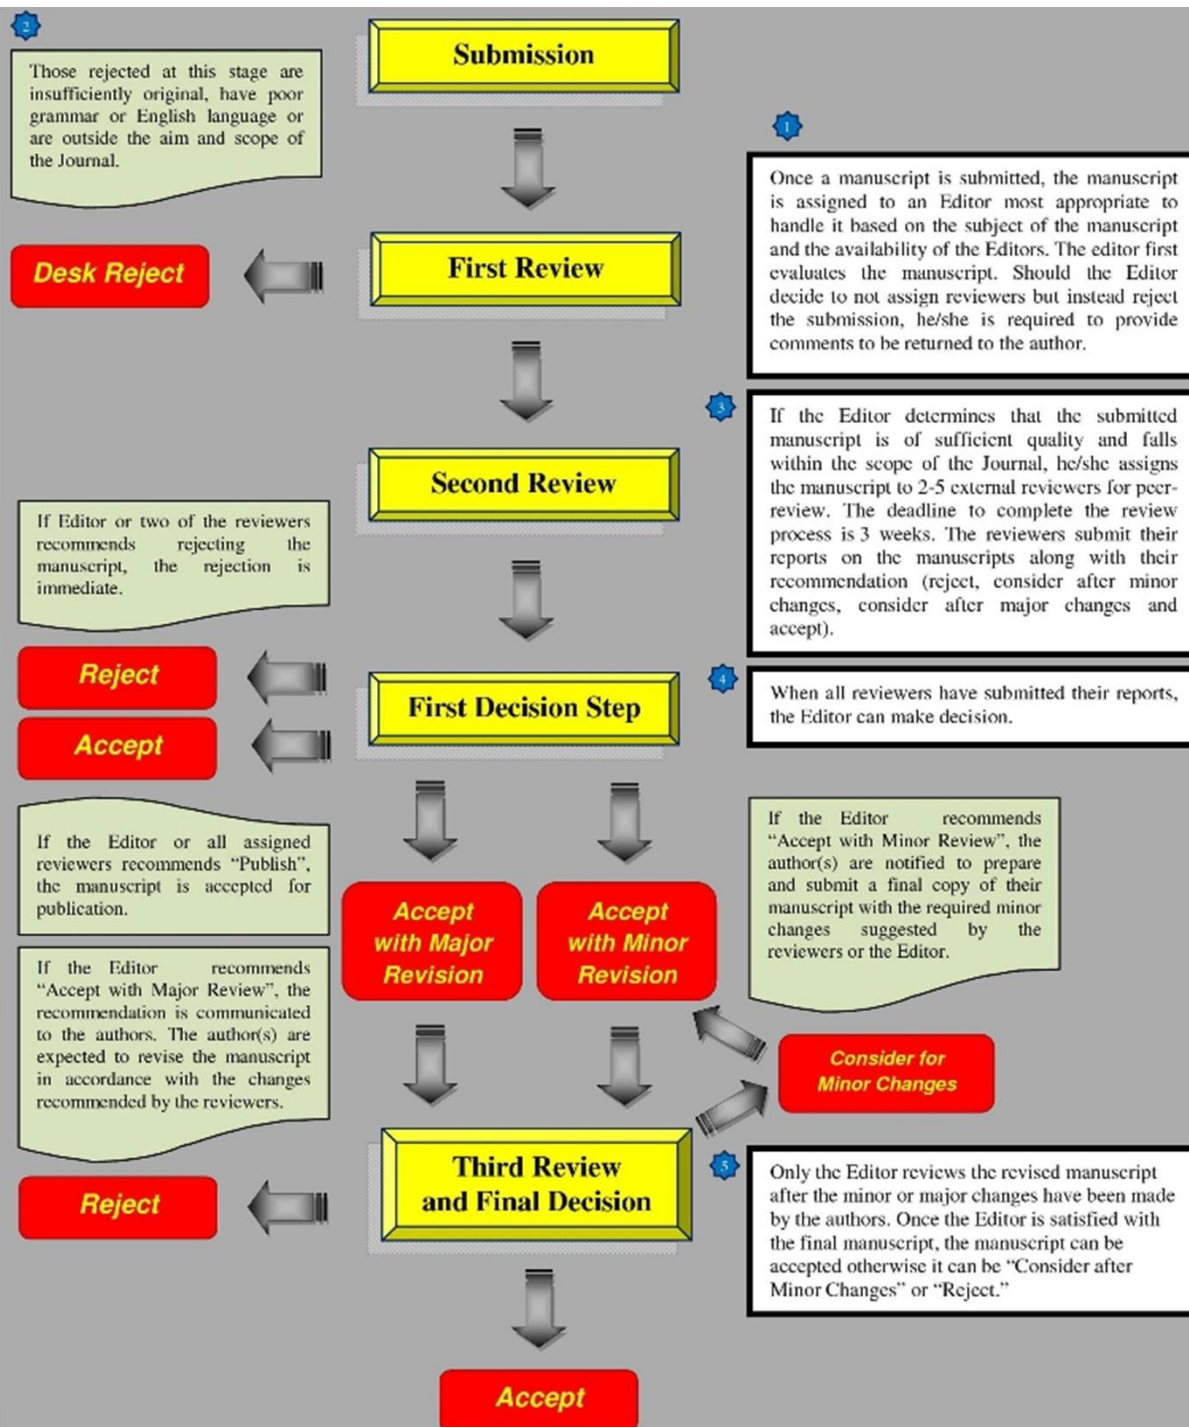 2
Those rejected at this stage are
insufficiently original, have poor
grammar or English language or
are outside the aim and scope of
the Journal.
Submission
1
Once a manuscript is submitted, the manuscript
is assigned to an Editor most appropriate to
handle it based on the subject of the manuscript
and the availability of the Editors. The editor first
evaluates the manuscript. Should the Editor
decide to not assign reviewers but instead reject
the submission, he/she is required to provide
comments to be returned to the author.
Desk Reject
First Review
3
If the Editor determines that the submitted
manuscript is of sufficient quality and falls
within the scope of the Journal, he/she assigns
the manuscript to 2-5 external reviewers for peer-
review. The deadline to complete the review
process is 3 weeks. The reviewers submit their
reports on the manuscripts along with their
recommendation (reject, consider after minor
changes, consider after major changes and
accept).
Second Review
If Editor or two of the reviewers
recommends rejecting the
manuscript, the rejection is
immediate.
Reject
Accept
First Decision Step
4
When all reviewers have submitted their reports,
the Editor can make decision.
If the Editor or all assigned
reviewers recommends “Publish”,
the manuscript is accepted for
publication.
Accept
with Major
Revision
Accept
with Minor
Revision
If the Editor recommends
“Accept with Minor Review”, the
author(s) are notified to prepare
and submit a final copy of their
manuscript with the required minor
changes suggested by the
reviewers or the Editor.
If the Editor recommends
“Accept with Major Review”, the
recommendation is communicated
to the authors. The author(s) are
expected to revise the manuscript
in accordance with the changes
recommended by the reviewers.
Consider for
Minor Changes
Reject
Third Review
and Final Decision
5
Only the Editor reviews the revised manuscript
after the minor or major changes have been made
by the authors. Once the Editor is satisfied with
the final manuscript, the manuscript can be
accepted otherwise it can be “Consider after
Minor Changes” or “Reject.”
Accept